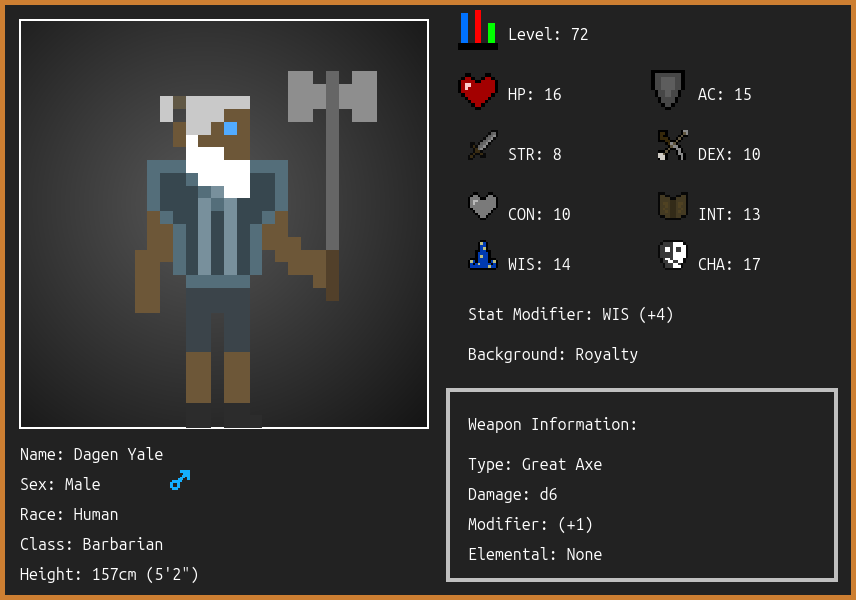 Level: 72
HP: 16
AC: 15
STR: 8
DEX: 10
CON: 10
INT: 13
WIS: 14
CHA: 17
Stat Modifier: WIS (+4)
Background: Royalty
Weapon Information:
Type: Great Axe
Damage: d6
Modifier: (+1)
Elemental: None
Name: Dagen Yale
Sex: Male
Race: Human
Class: Barbarian
Height: 157cm (5'2")